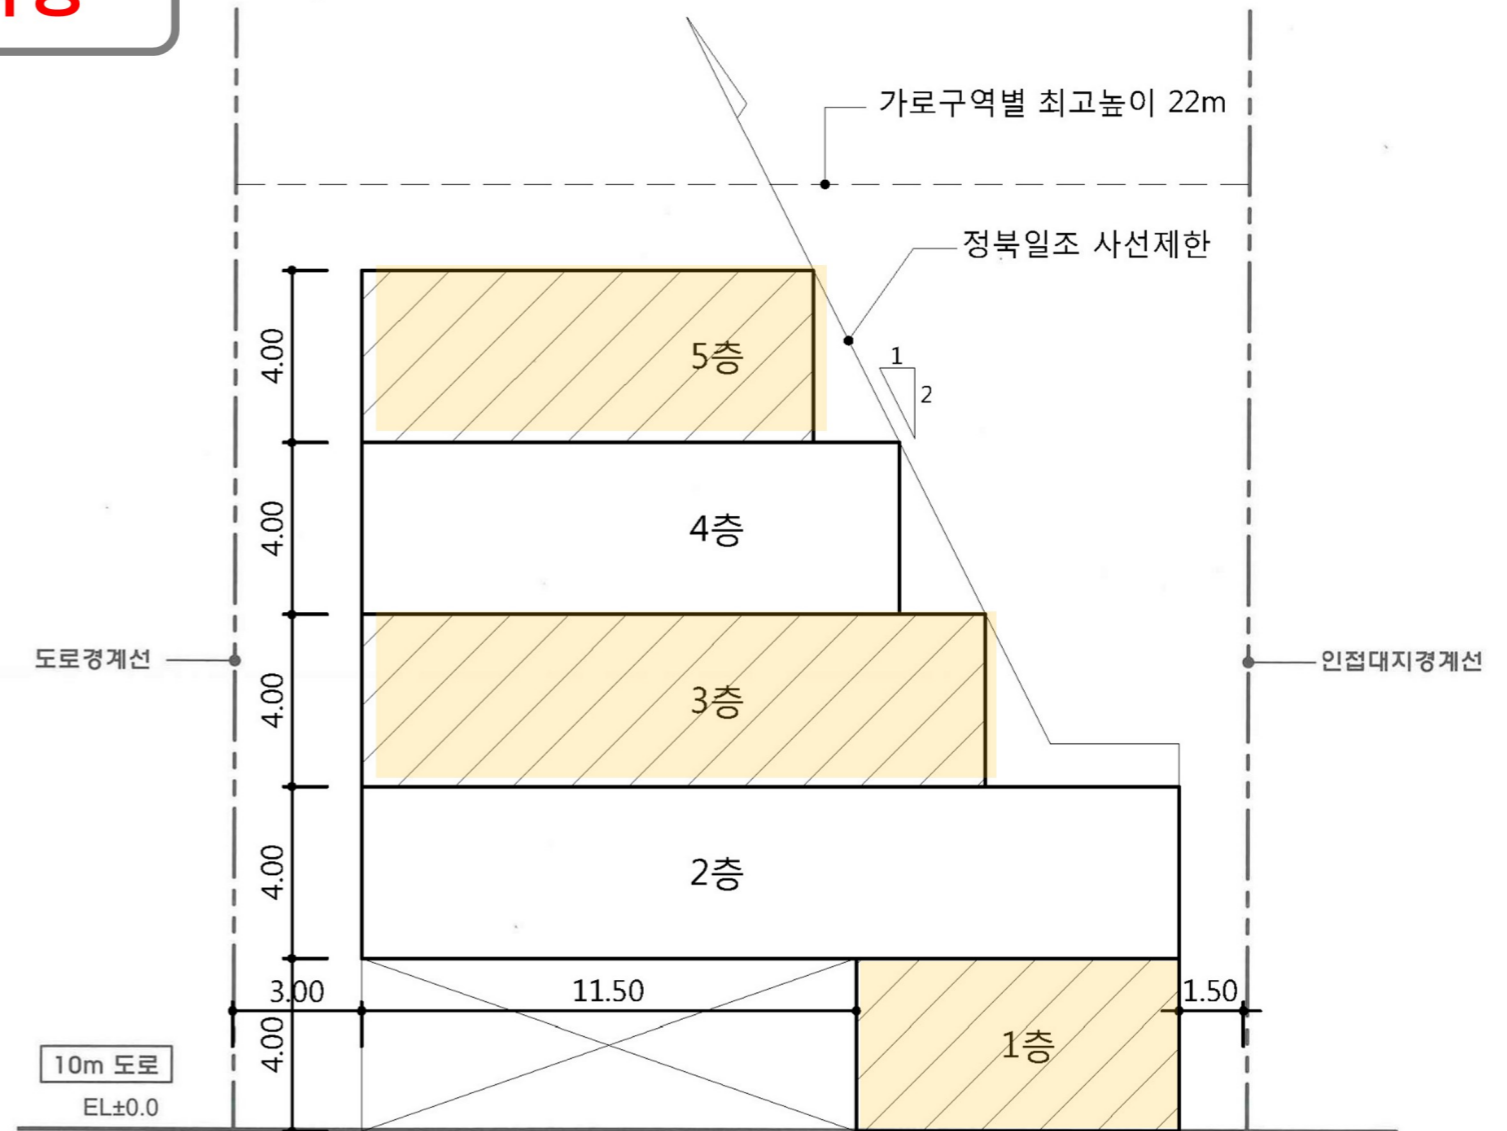 가로구역별 최고높이 22m
정북일조 사선제한
4.00
5층
1
2
4.00
4층
도로경계선
4.00
3층
인접대지경계선
4.00
2층
3.00
11.50
1.50
4.00
1층
10m 도로
EL±0.0